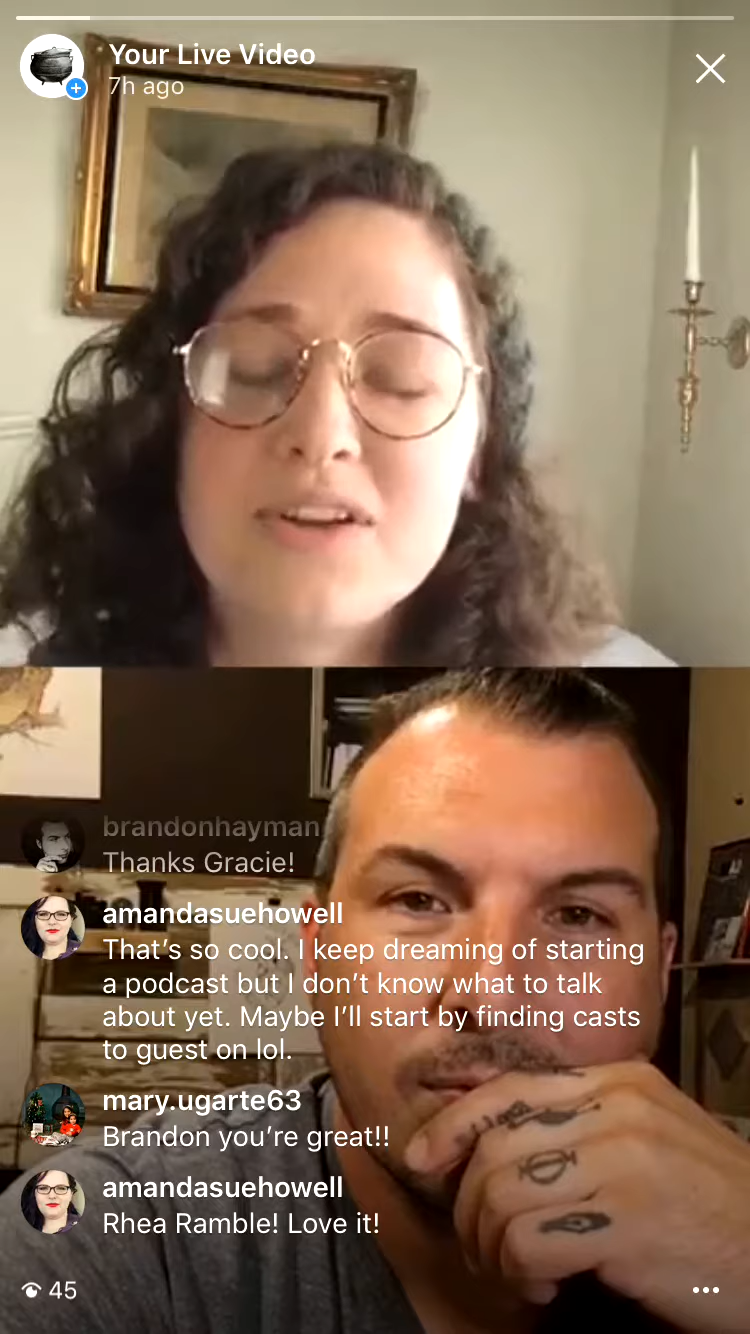 Your Live Video
7h ago
brandonhayman
Thanks Gracie!
amandasuehowell
That's so cool. I keep dreaming of starting
a podcast but I don't know what to talk
about yet. Maybe I'll start by finding casts
to guest on lol.
mary.ugarte63
Brandon you're great!!
amandasuehowell
Rhea Ramble! Love it!
45